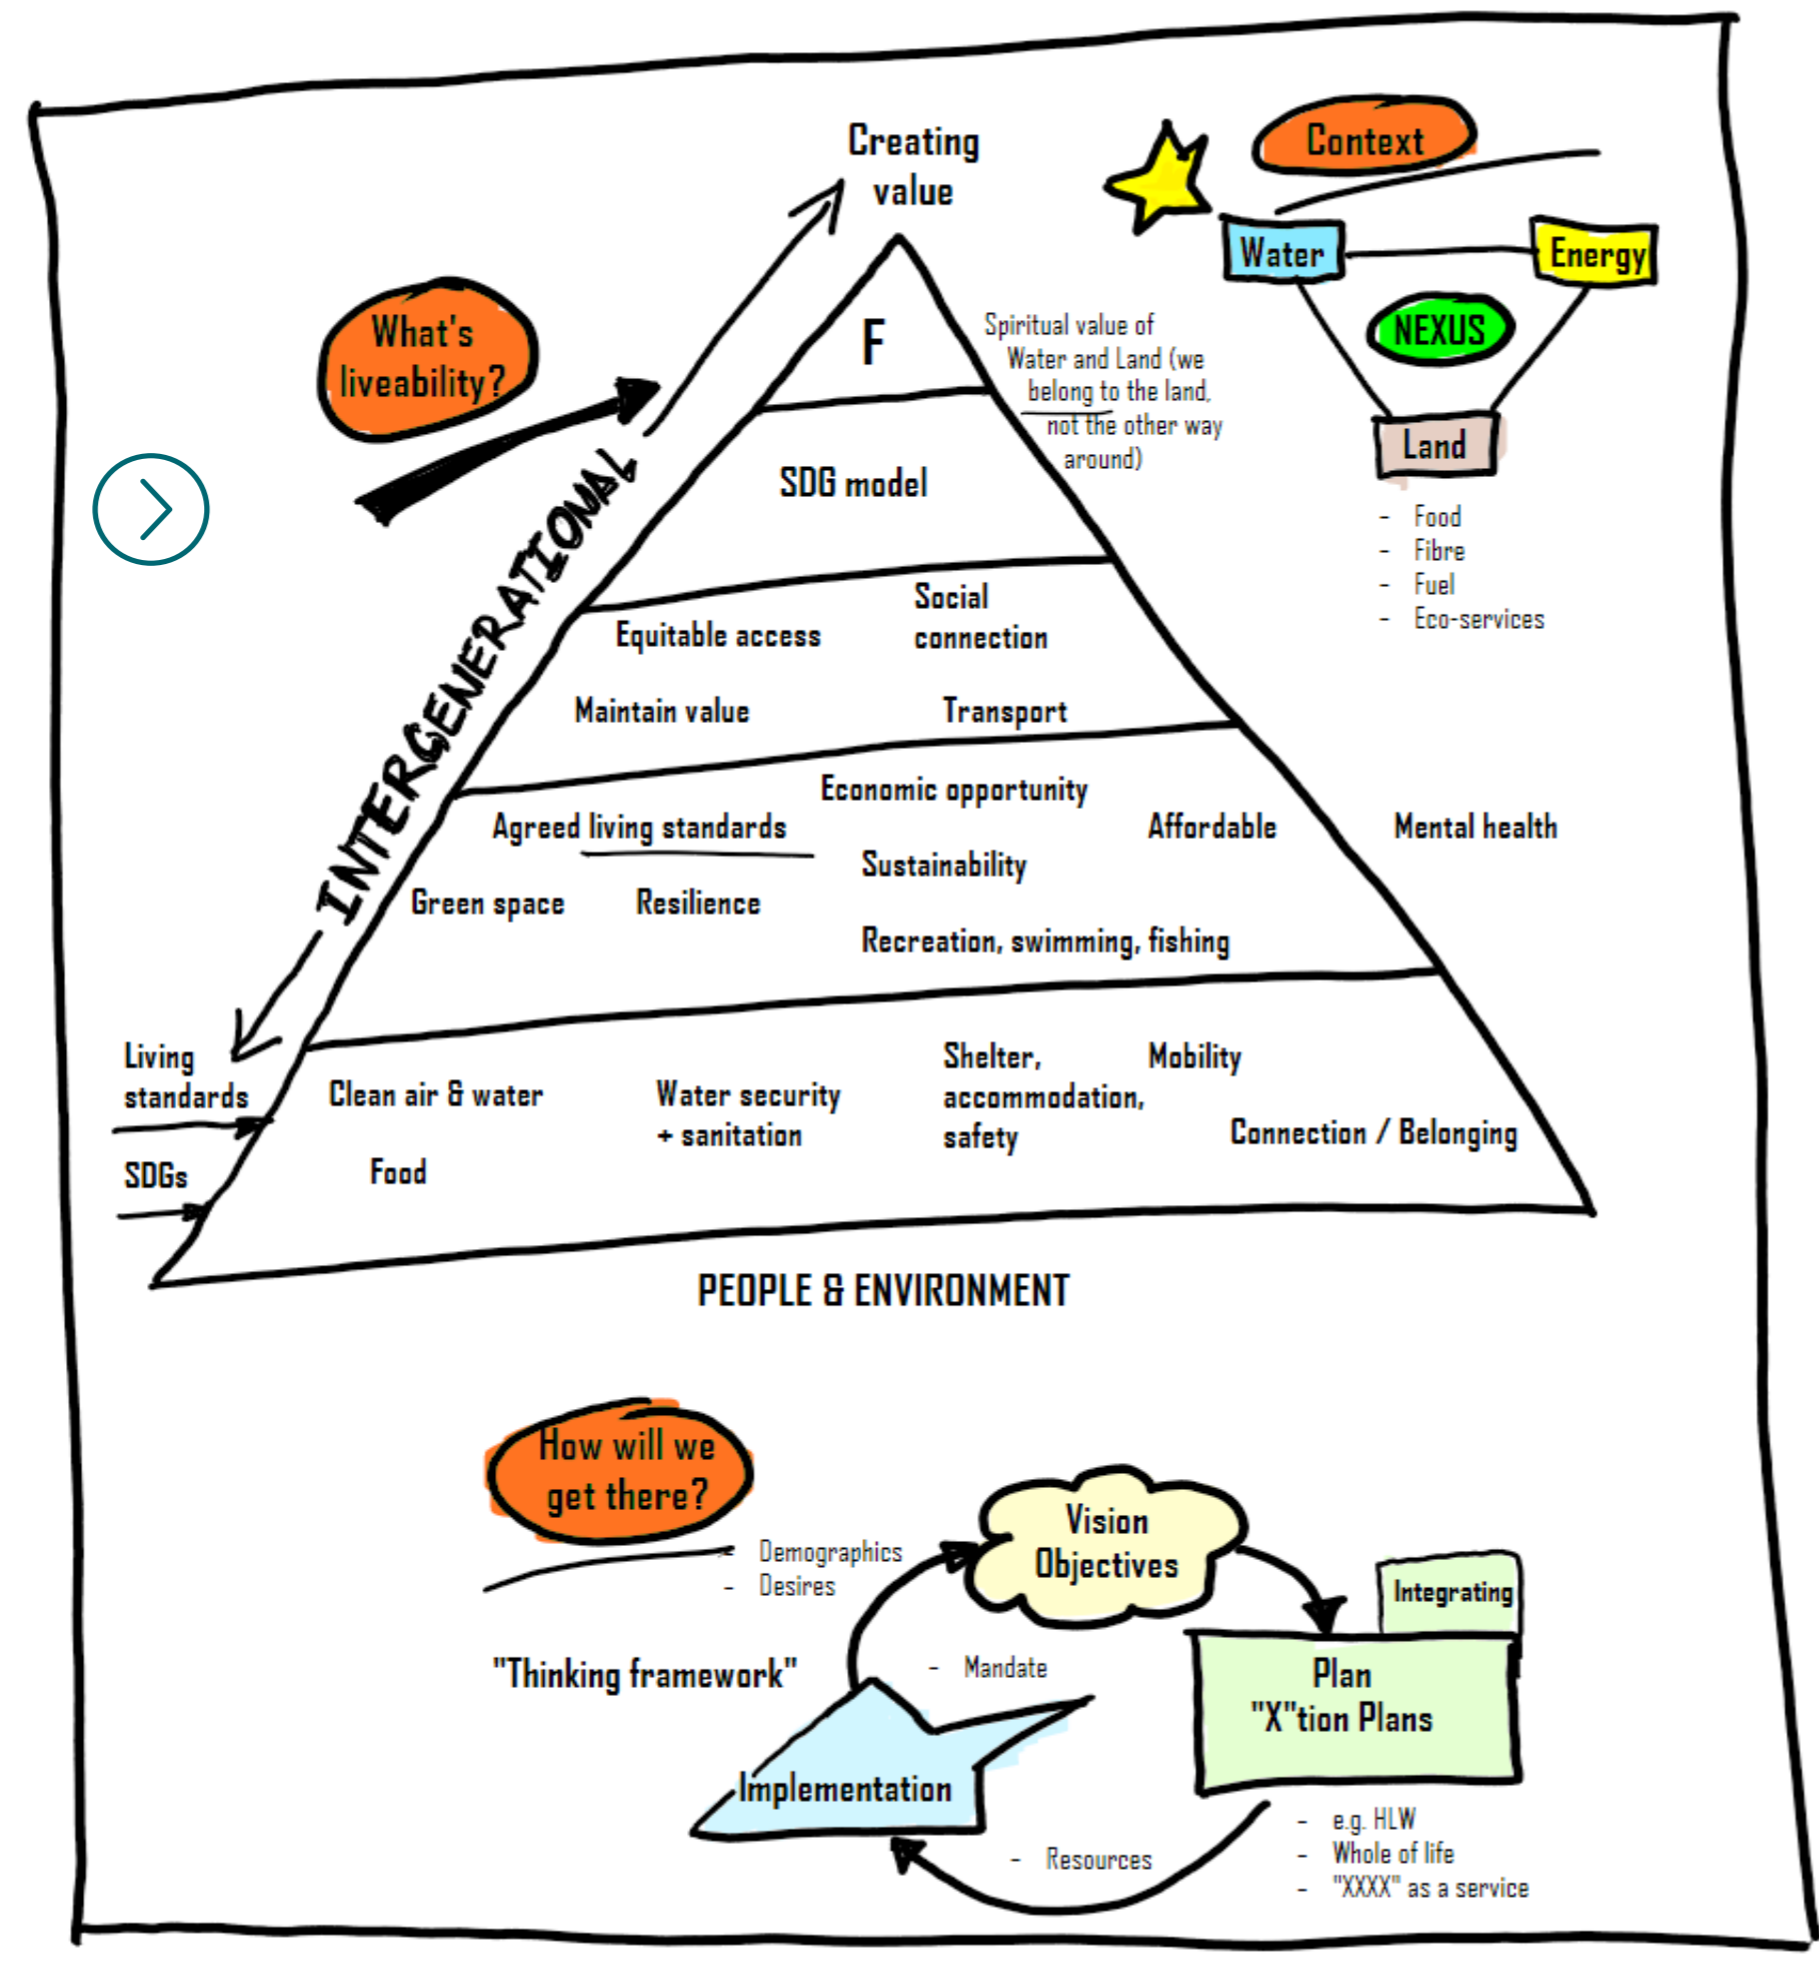 Creating
value
Context
Water
Energy
NEXUS
Land
- Food
- Fibre
- Fuel
- Eco-services
What's
liveability?
INTERGENERATIONAL
F
Spiritual value of
Water and Land (we
belong to the land,
not the other way
around)
SDG model
Social
connection
Equitable access
Maintain value
Transport
Economic opportunity
Agreed living standards
Affordable
Mental health
Sustainability
Green space
Resilience
Recreation, swimming, fishing
Living
standards
SDGs
Clean air & water
Water security
+ sanitation
Shelter,
accommodation,
safety
Mobility
Connection / Belonging
Food
PEOPLE & ENVIRONMENT
How will we
get there?
- Demographics
- Desires
"Thinking framework"
Vision
Objectives
Integrating
Plan
"X"tion Plans
- Mandate
Implementation
- Resources
- e.g. HLW
- Whole of life
- "XXXX" as a service